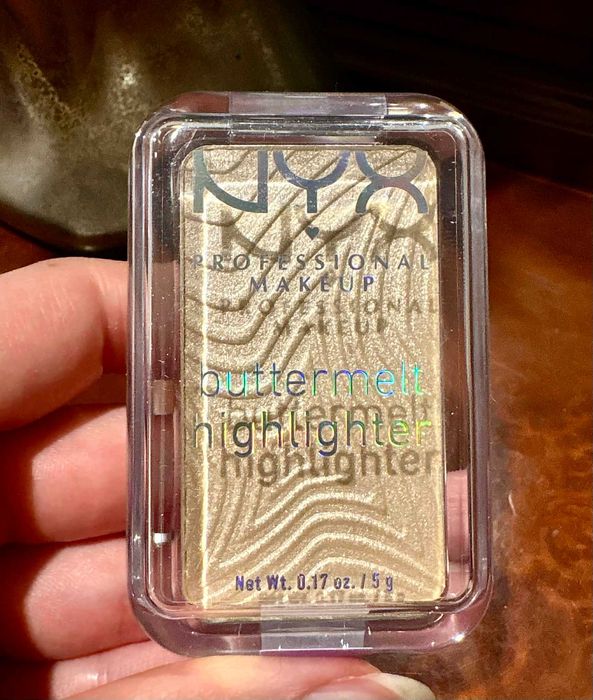 NYX
PROFESSIONAL
MAKEUP
buttermelt
highlighter
Net Wt. 0.17 oz. / 5 g